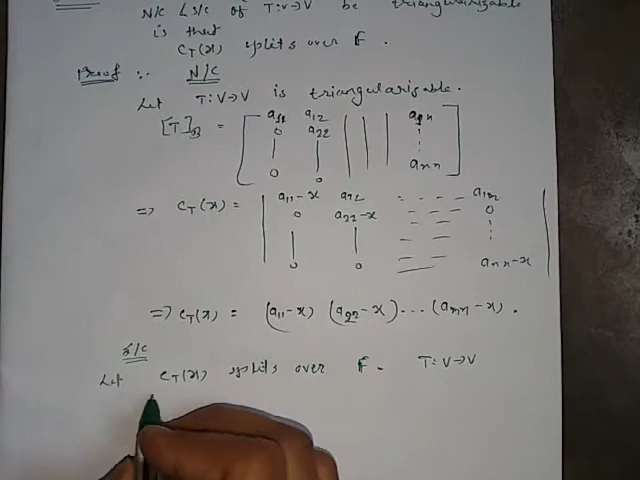 N/C & S/C of T:V→V be triangularizable
is that
C_T(x) splits over F.
Proof :- N/C
Let T:V→V is triangularizable.
[T]_B = [ a11 a12 | | | a1n
0 a22
0 0 ann ]
=> C_T(x) = | a11-x a12 - - - - a1n
0 a22-x - - - 0
0 0 ann-x |
=> C_T(x) = (a11-x) (a22-x)...(ann-x).
S/C
Let C_T(x) splits over F. T:V→V